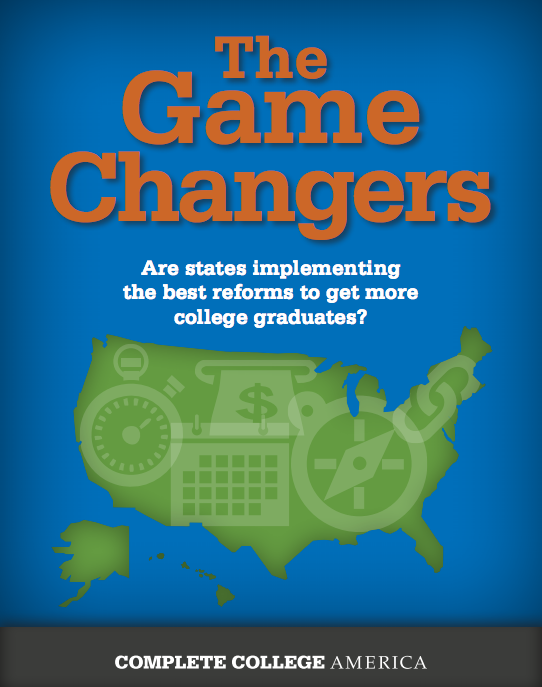 The
Game
Changers
Are states implementing
the best reforms to get more
college graduates?
$
COMPLETE COLLEGE AMERICA